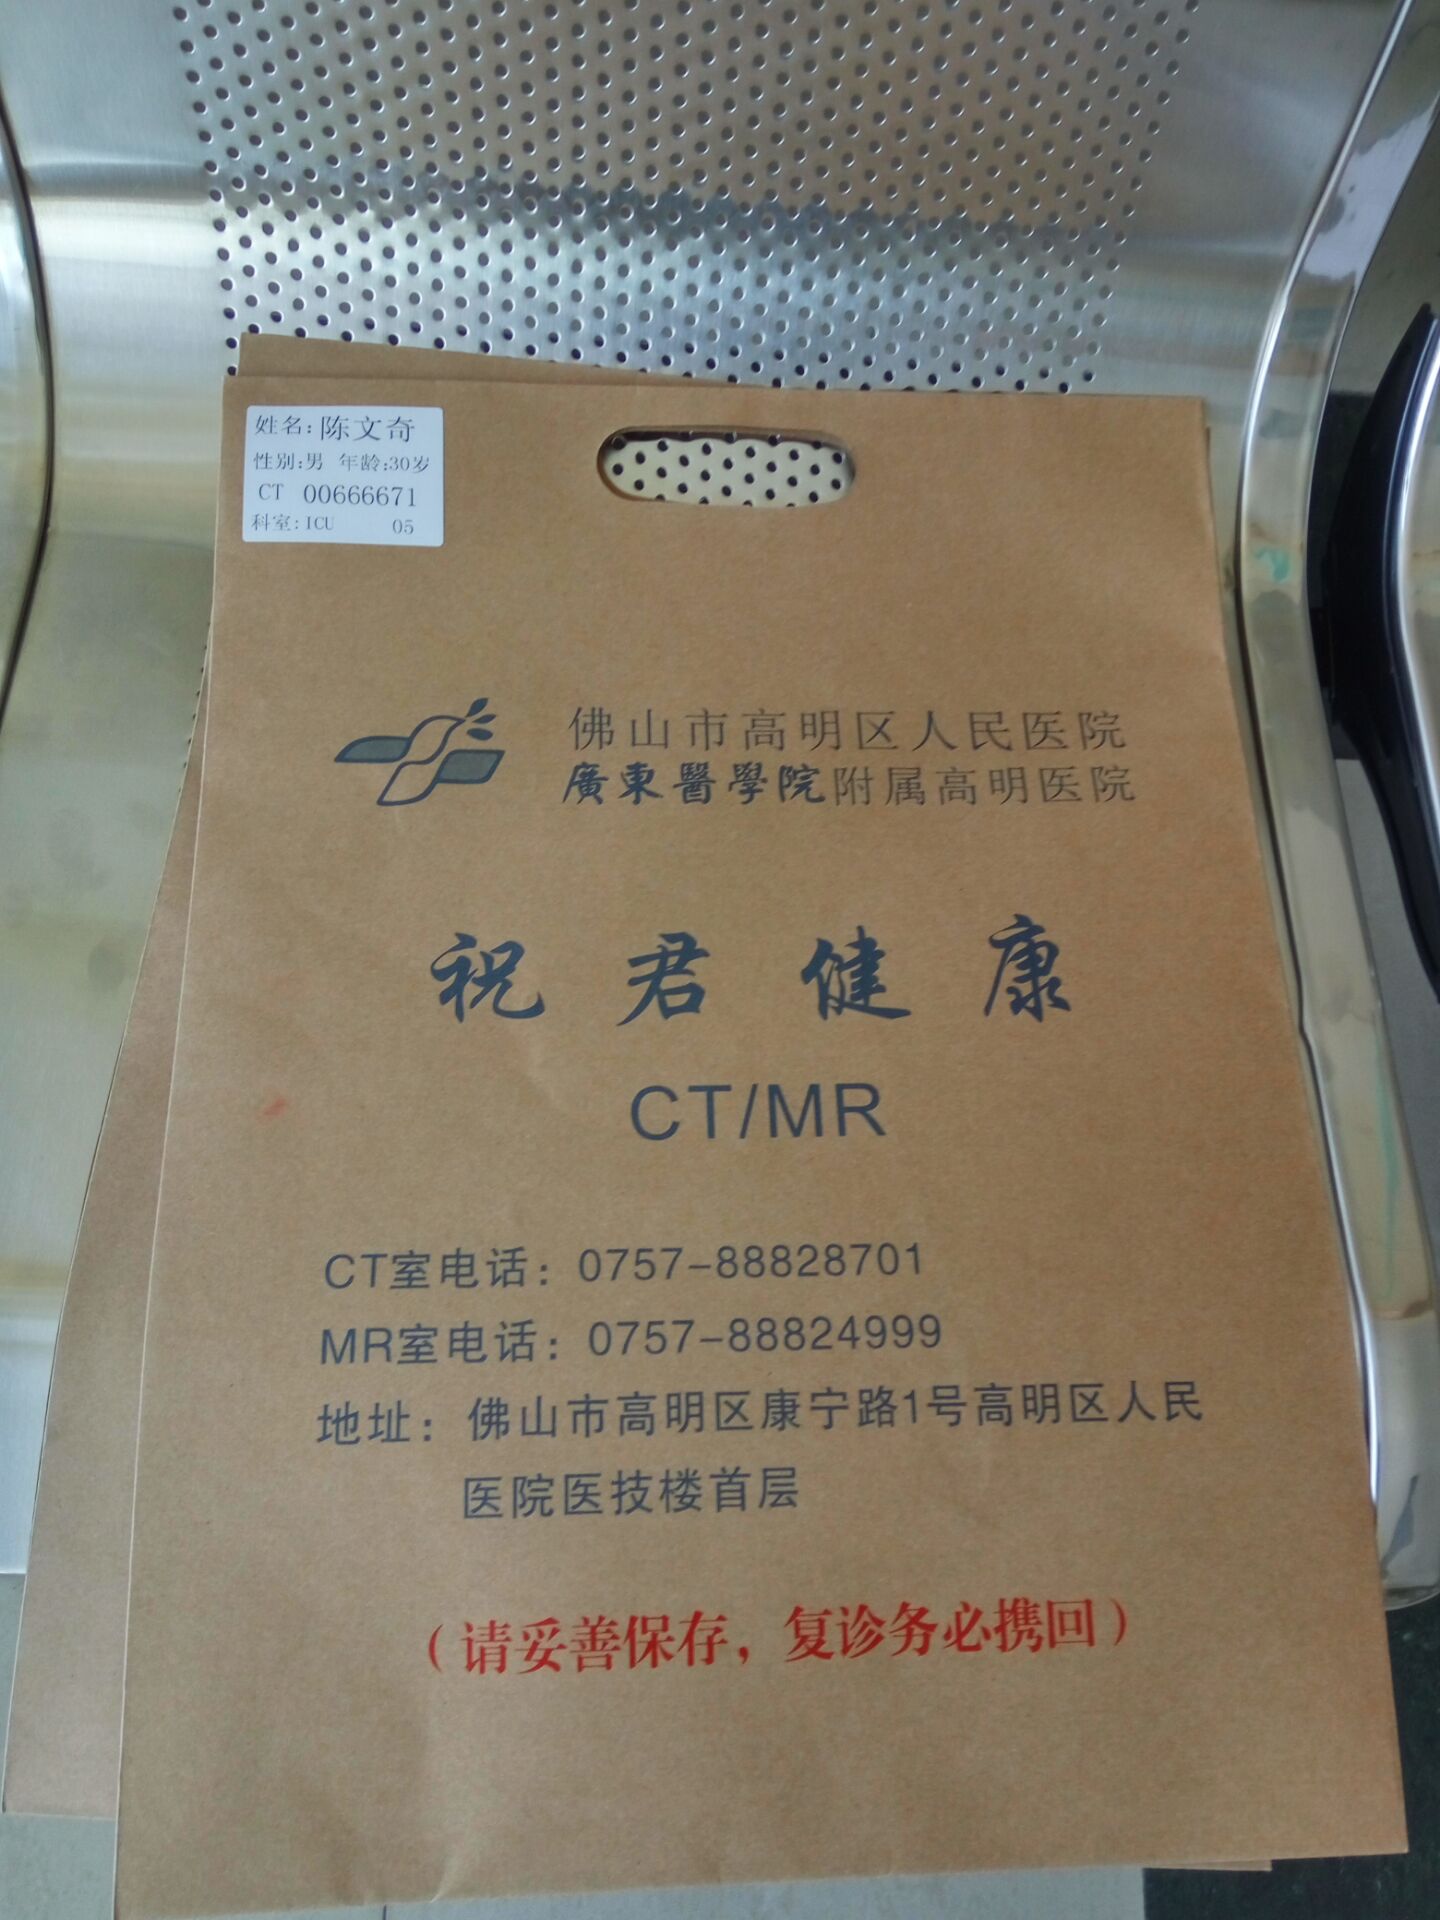 姓名:陈文奇
性别:男 年龄:30岁
CT 00666671
科室:ICU 05
佛山市高明区人民医院
廣東醫學院附属高明医院
祝君健康
CT/MR
CT室电话：0757-88828701
MR室电话：0757-88824999
地址：佛山市高明区康宁路1号高明区人民
医院医技楼首层
（请妥善保存，复诊务必携回）